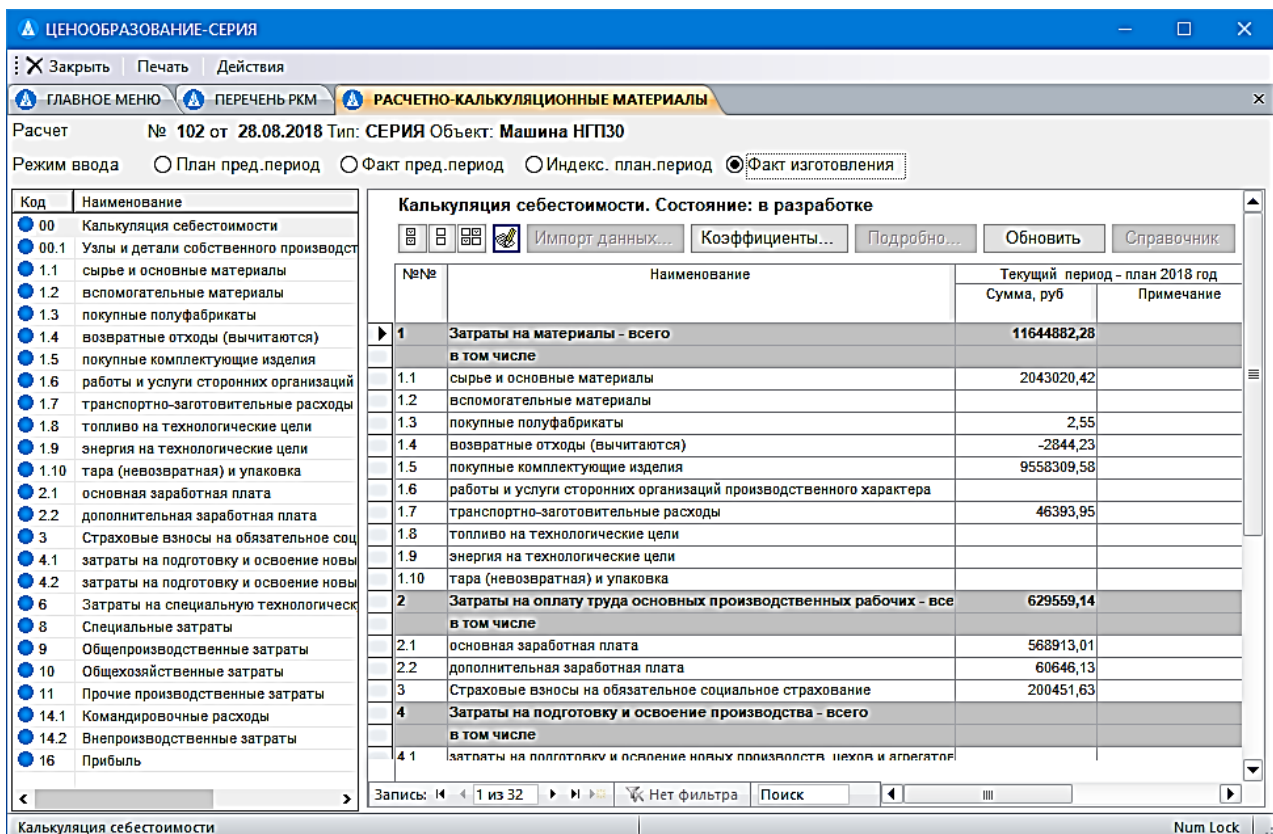 ЦЕНООБРАЗОВАНИЕ-СЕРИЯ
Закрыть Печать Действия
ГЛАВНОЕ МЕНЮ ПЕРЕЧЕНЬ РКМ РАСЧЕТНО-КАЛЬКУЛЯЦИОННЫЕ МАТЕРИАЛЫ
Расчет № 102 от 28.08.2018 Тип: СЕРИЯ Объект: Машина НГП30
Режим ввода План пред.период Факт пред.период Индекс. план.период Факт изготовления
Код Наименование
00 Калькуляция себестоимости
00.1 Узлы и детали собственного производст
1.1 сырье и основные материалы
1.2 вспомогательные материалы
1.3 покупные полуфабрикаты
1.4 возвратные отходы (вычитаются)
1.5 покупные комплектующие изделия
1.6 работы и услуги сторонних организаций
1.7 транспортно-заготовительные расходы
1.8 топливо на технологические цели
1.9 энергия на технологические цели
1.10 тара (невозвратная) и упаковка
2.1 основная заработная плата
2.2 дополнительная заработная плата
3 Страховые взносы на обязательное соц
4.1 затраты на подготовку и освоение новы
4.2 затраты на подготовку и освоение новы
6 Затраты на специальную технологическ
8 Специальные затраты
9 Общепроизводственные затраты
10 Общехозяйственные затраты
11 Прочие производственные затраты
14.1 Командировочные расходы
14.2 Внепроизводственные затраты
16 Прибыль
Калькуляция себестоимости. Состояние: в разработке
Импорт данных... Коэффициенты... Подробно... Обновить Справочник
№№ Наименование Текущий период - план 2018 год
Сумма, руб Примечание
1 Затраты на материалы - всего 11644882,28
в том числе
1.1 сырье и основные материалы 2043020,42
1.2 вспомогательные материалы
1.3 покупные полуфабрикаты 2,55
1.4 возвратные отходы (вычитаются) -2844,23
1.5 покупные комплектующие изделия 9558309,58
1.6 работы и услуги сторонних организаций производственного характера
1.7 транспортно-заготовительные расходы 46393,95
1.8 топливо на технологические цели
1.9 энергия на технологические цели
1.10 тара (невозвратная) и упаковка
2 Затраты на оплату труда основных производственных рабочих - все 629559,14
в том числе
2.1 основная заработная плата 568913,01
2.2 дополнительная заработная плата 60646,13
3 Страховые взносы на обязательное социальное страхование 200451,63
4 Затраты на подготовку и освоение производства - всего
в том числе
4.1 затраты на подготовку и освоение новых производств, цехов и агрегатов
Запись: 1 из 32 Нет фильтра Поиск
Калькуляция себестоимости Num Lock